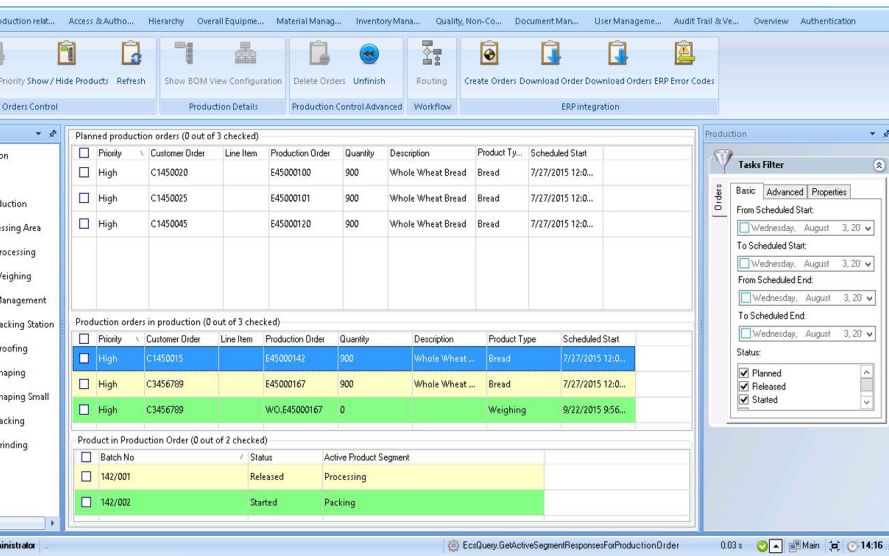 oduction relat... Access & Autho... Hierarchy Overall Equipme... Material Manag... Inventory Mana... Quality, Non-Co... Document Man... User Manageme... Audit Trail & Ve... Overview Authentication
Priority Show / Hide Products Refresh Show BOM View Configuration Delete Orders Unfinish Routing Create Orders Download Order Download Orders ERP Error Codes
Orders Control Production Details Production Control Advanced Workflow ERP integration
Planned production orders (0 out of 3 checked)
Priority Customer Order Line Item Production Order Quantity Description Product Ty... Scheduled Start
High C1450020 E45000100 900 Whole Wheat Bread Bread 7/27/2015 12:0...
High C1450025 E45000101 900 Whole Wheat Bread Bread 7/27/2015 12:0...
High C1450045 E45000120 900 Whole Wheat Bread Bread 7/27/2015 12:0...
Production orders in production (0 out of 3 checked)
Priority Customer Order Line Item Production Order Quantity Description Product Type Scheduled Start
High C1450015 E45000142 900 Whole Wheat ... Bread 7/27/2015 12:0...
High C3456789 E45000167 900 Whole Wheat ... Bread 7/27/2015 12:0...
High C3456789 WO.E45000167 0 Weighing 9/22/2015 9:56...
Product in Production Order (0 out of 2 checked)
Batch No Status Active Product Segment
142/001 Released Processing
142/002 Started Packing
on
duction
essing Area
rocessing
Veighing
Management
acking Station
roofing
haping
haping Small
acking
rinding
Production
Tasks Filter
Orders
Basic Advanced Properties
From Scheduled Start:
Wednesday, August 3, 20
To Scheduled Start:
Wednesday, August 3, 20
From Scheduled End:
Wednesday, August 3, 20
To Scheduled End:
Wednesday, August 3, 20
Status:
Planned
Released
Started
ministrator . EcsQuery.GetActiveSegmentResponsesForProductionOrder 0.03 s Main 14:16